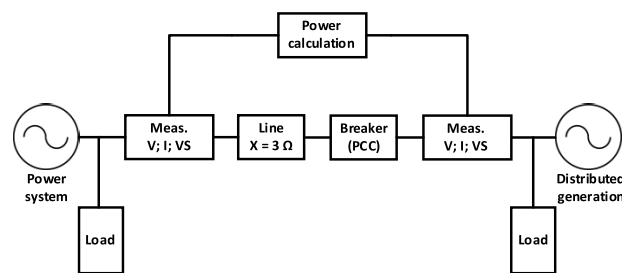 Power
calculation
Meas.
V; I; VS
Line
X = 3 Ω
Breaker
(PCC)
Meas.
V; I; VS
Power
system
Distributed
generation
Load
Load